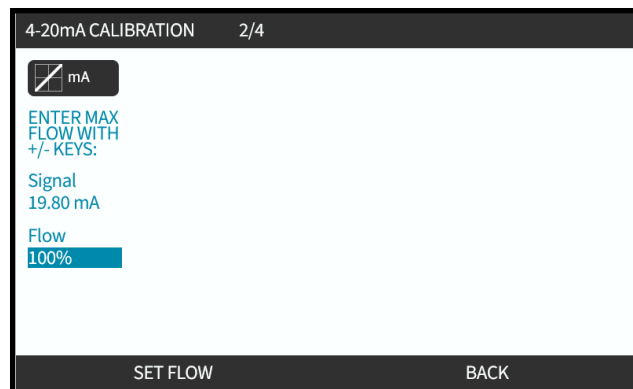 4-20mA CALIBRATION 2/4
mA
ENTER MAX
FLOW WITH
+/- KEYS:
Signal
19.80 mA
Flow
100%
SET FLOW BACK